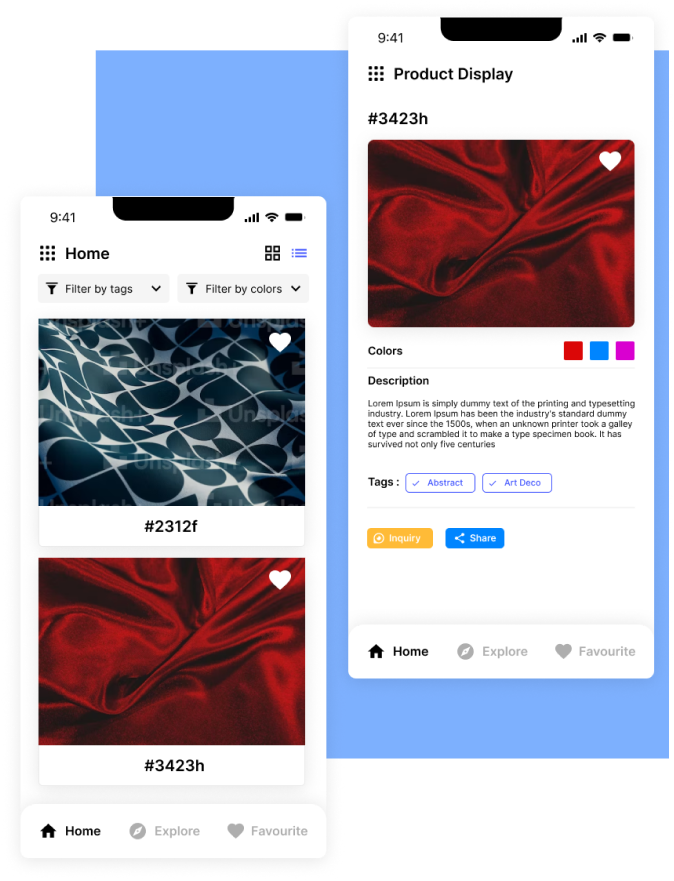 9:41
Product Display
#3423h
Colors
Description
Lorem Ipsum is simply dummy text of the printing and typesetting
industry. Lorem Ipsum has been the industry's standard dummy
text ever since the 1500s, when an unknown printer took a galley
of type and scrambled it to make a type specimen book. It has
survived not only five centuries
Tags : Abstract Art Deco
Inquiry Share
Home Explore Favourite
9:41
Home
Filter by tags Filter by colors
Unsplash+ Unsplash
Unsplash+ Unsplas
Unsplash+
#2312f
#3423h
Home Explore Favourite